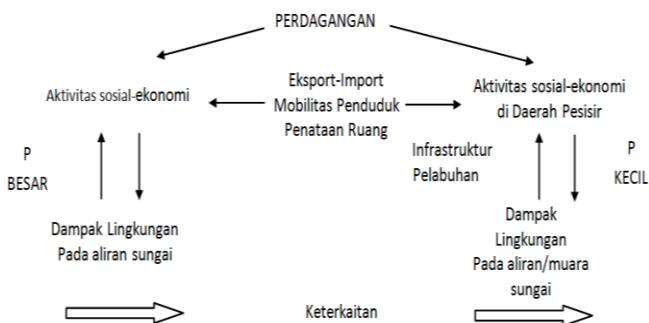 PERDAGANGAN
Aktivitas sosial-ekonomi
Eksport-Import
Mobilitas Penduduk
Penataan Ruang
Aktivitas sosial-ekonomi
di Daerah Pesisir
P
BESAR
Infrastruktur
Pelabuhan
P
KECIL
Dampak Lingkungan
Pada aliran sungai
Dampak
Lingkungan
Pada aliran/muara
sungai
Keterkaitan